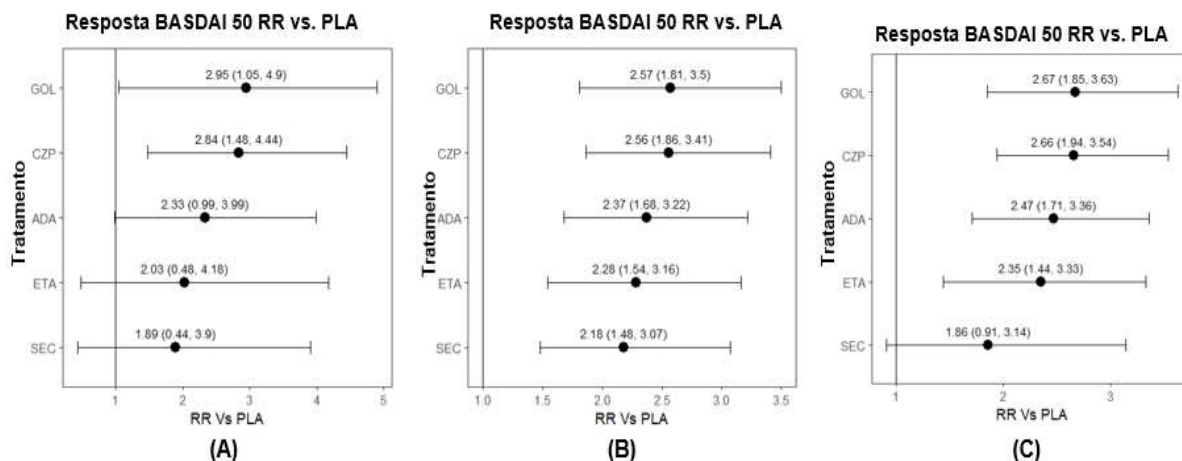 Resposta BASDAI 50 RR vs. PLA
Tratamento
GOL
2.95 (1.05, 4.9)
CZP
2.84 (1.48, 4.44)
ADA
2.33 (0.99, 3.99)
ETA
2.03 (0.48, 4.18)
SEC
1.89 (0.44, 3.9)
1 2 3 4 5
RR Vs PLA
(A)
Resposta BASDAI 50 RR vs. PLA
Tratamento
GOL
2.57 (1.81, 3.5)
CZP
2.56 (1.86, 3.41)
ADA
2.37 (1.68, 3.22)
ETA
2.28 (1.54, 3.16)
SEC
2.18 (1.48, 3.07)
1.0 1.5 2.0 2.5 3.0 3.5
RR Vs PLA
(B)
Resposta BASDAI 50 RR vs. PLA
Tratamento
GOL
2.67 (1.85, 3.63)
CZP
2.66 (1.94, 3.54)
ADA
2.47 (1.71, 3.36)
ETA
2.35 (1.44, 3.33)
SEC
1.86 (0.91, 3.14)
1 2 3
RR Vs PLA
(C)